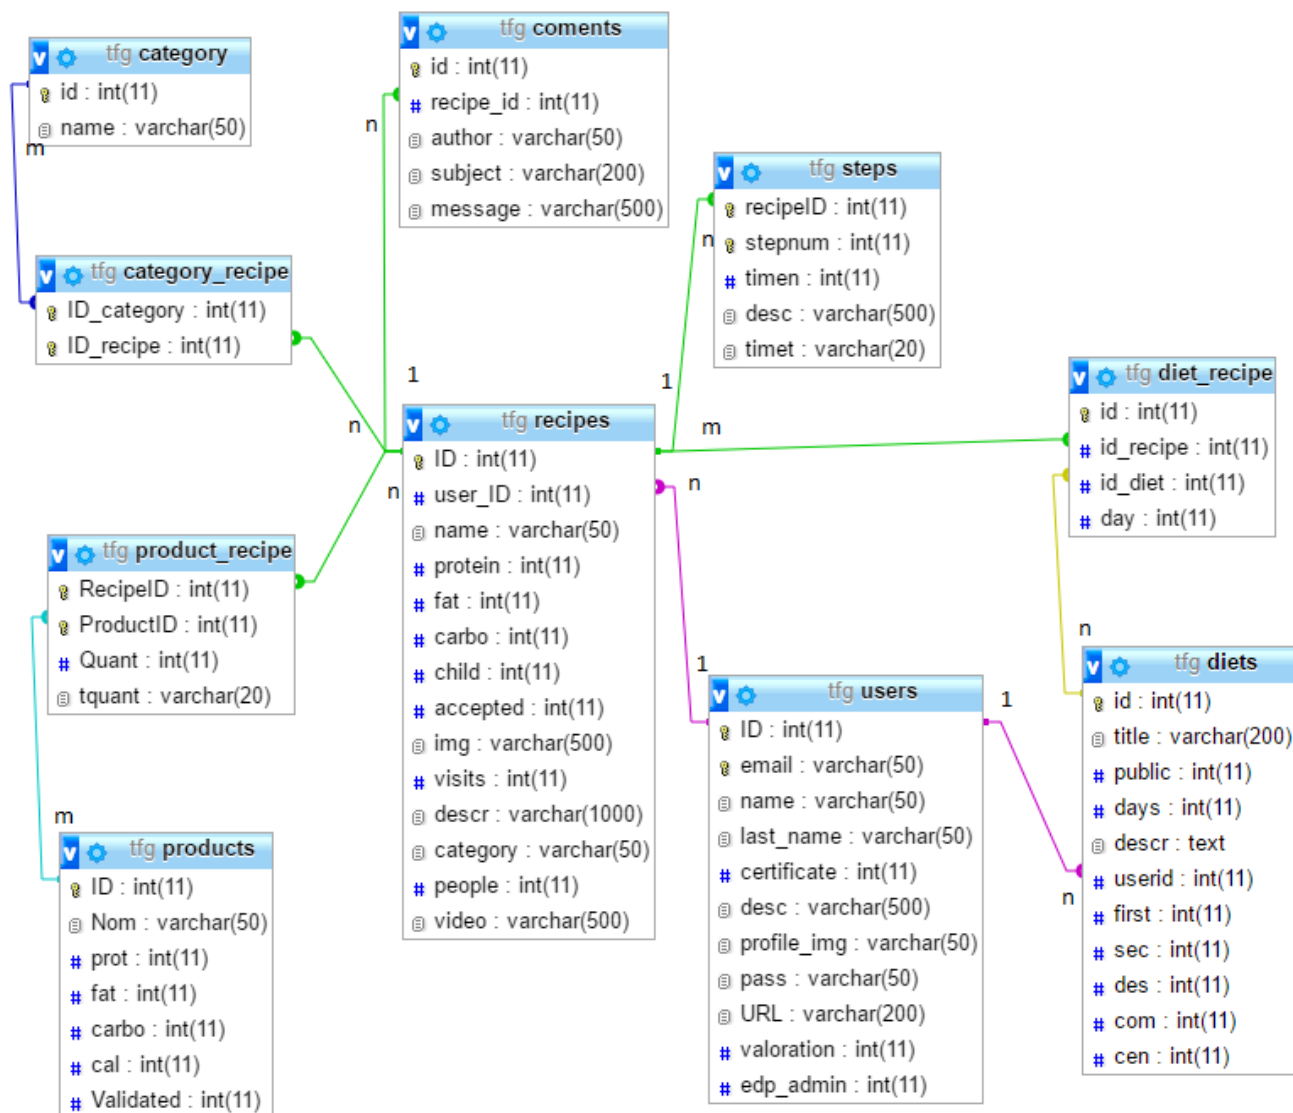 tfg category
id : int(11)
name : varchar(50)
m
tfg coments
id : int(11)
recipe_id : int(11)
author : varchar(50)
subject : varchar(200)
message : varchar(500)
n
tfg steps
recipeID : int(11)
stepnum : int(11)
timen : int(11)
desc : varchar(500)
timet : varchar(20)
n
tfg category_recipe
ID_category : int(11)
ID_recipe : int(11)
n
1
1
m
tfg diet_recipe
id : int(11)
id_recipe : int(11)
id_diet : int(11)
day : int(11)
tfg recipes
ID : int(11)
user_ID : int(11)
name : varchar(50)
protein : int(11)
fat : int(11)
carbo : int(11)
child : int(11)
accepted : int(11)
img : varchar(500)
visits : int(11)
descr : varchar(1000)
category : varchar(50)
people : int(11)
video : varchar(500)
n
n
tfg product_recipe
RecipeID : int(11)
ProductID : int(11)
Quant : int(11)
tquant : varchar(20)
m
tfg products
ID : int(11)
Nom : varchar(50)
prot : int(11)
fat : int(11)
carbo : int(11)
cal : int(11)
Validated : int(11)
1
tfg users
ID : int(11)
email : varchar(50)
name : varchar(50)
last_name : varchar(50)
certificate : int(11)
desc : varchar(500)
profile_img : varchar(50)
pass : varchar(50)
URL : varchar(200)
valoration : int(11)
edp_admin : int(11)
1
n
n
tfg diets
id : int(11)
title : varchar(200)
public : int(11)
days : int(11)
descr : text
userid : int(11)
first : int(11)
sec : int(11)
des : int(11)
com : int(11)
cen : int(11)